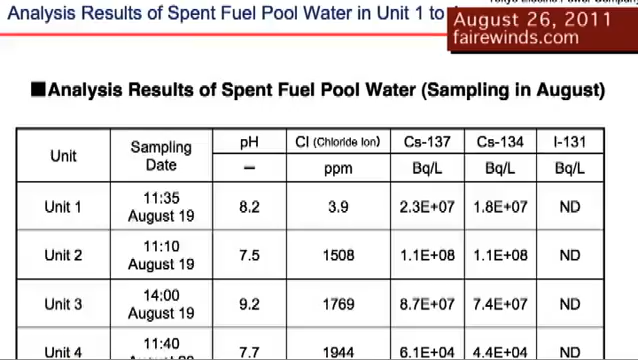 Analysis Results of Spent Fuel Pool Water in Unit 1 to
August 26, 2011
fairewinds.com
■Analysis Results of Spent Fuel Pool Water (Sampling in August)
Unit Sampling Date pH Cl (Chloride Ion) Cs-137 Cs-134 I-131
— ppm Bq/L Bq/L Bq/L
Unit 1 11:35 August 19 8.2 3.9 2.3E+07 1.8E+07 ND
Unit 2 11:10 August 19 7.5 1508 1.1E+08 1.1E+08 ND
Unit 3 14:00 August 19 9.2 1769 8.7E+07 7.4E+07 ND
Unit 4 11:40 7.7 1944 6.1E+04 4.4E+04 ND